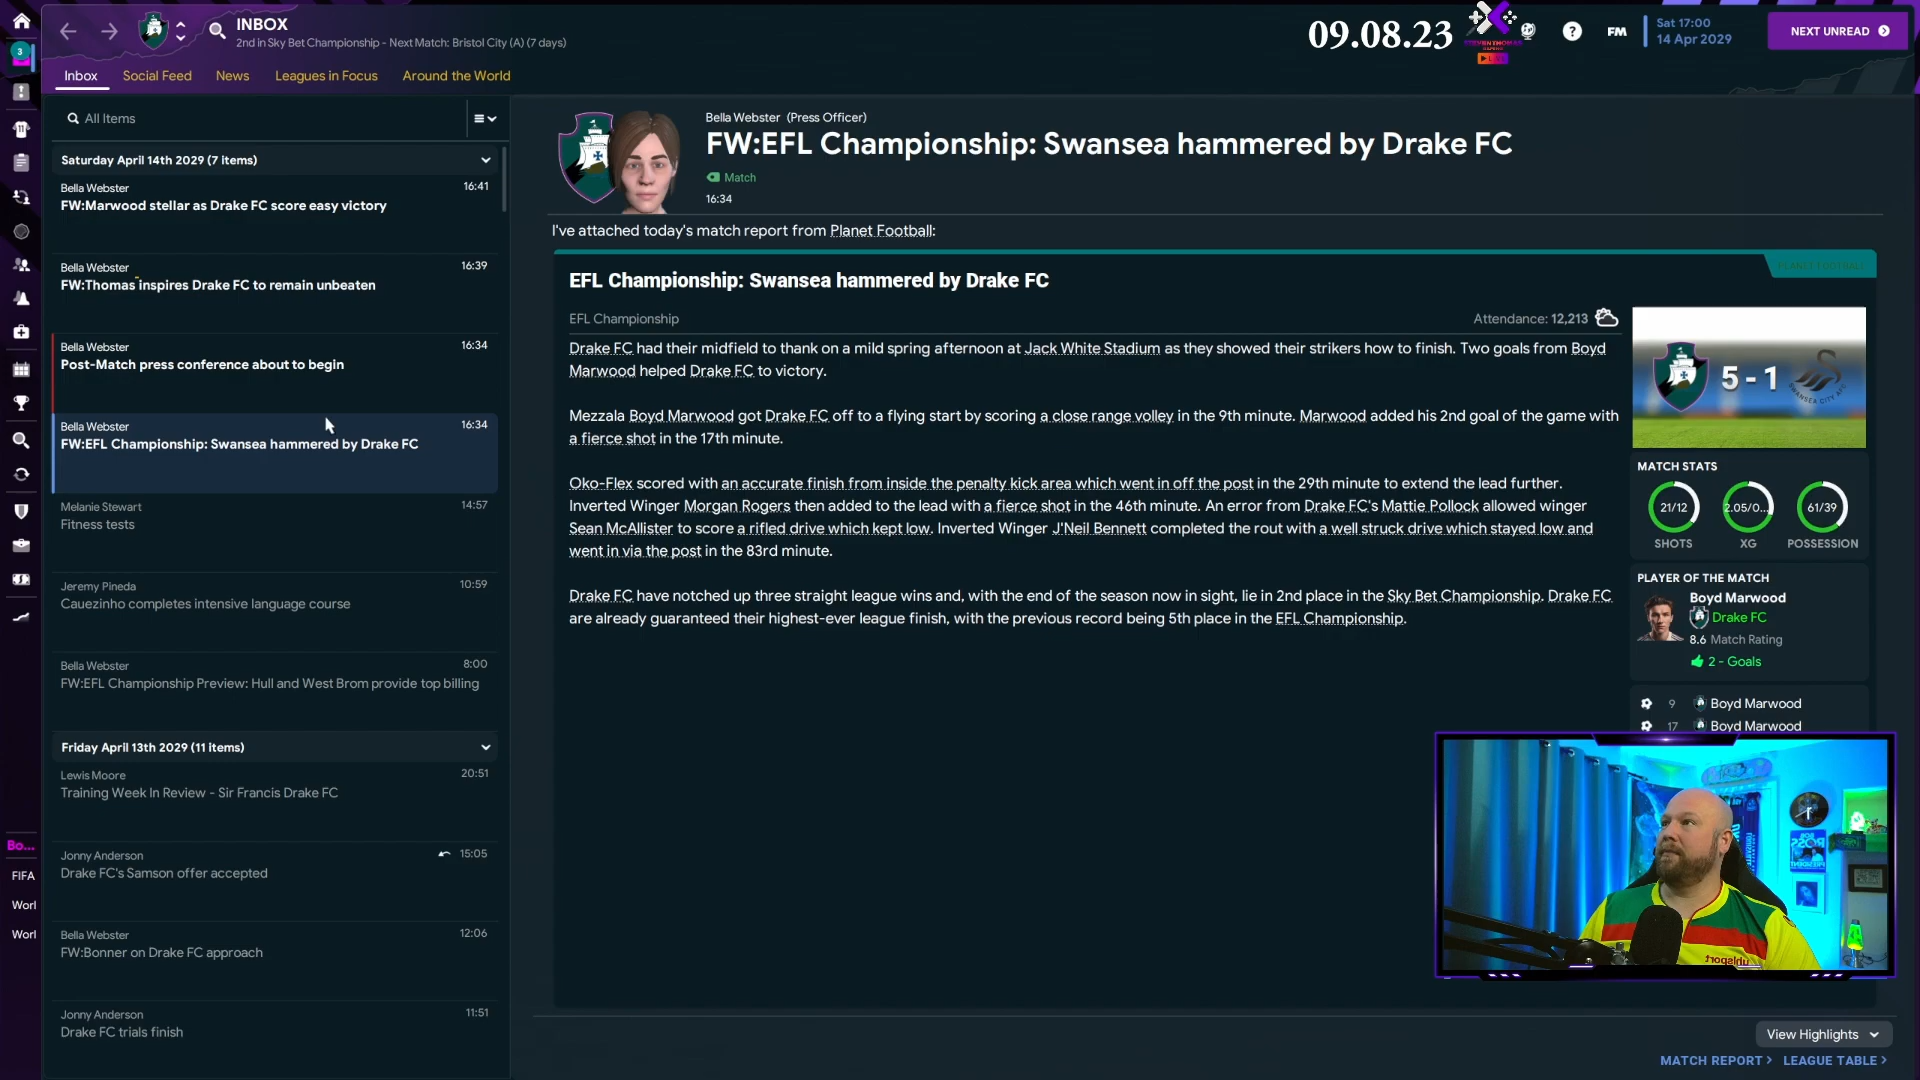 INBOX
2nd in Sky Bet Championship - Next Match: Bristol City (A) (7 days)
09.08.23
FM
Sat 17:00
14 Apr 2029
NEXT UNREAD
3
Inbox
Social Feed
News
Leagues in Focus
Around the World
All Items
Saturday April 14th 2029 (7 items)
Bella Webster
16:41
FW:Marwood stellar as Drake FC score easy victory
Bella Webster
16:39
FW:Thomas inspires Drake FC to remain unbeaten
Bella Webster
16:34
Post-Match press conference about to begin
Bella Webster
16:34
FW:EFL Championship: Swansea hammered by Drake FC
Melanie Stewart
14:57
Fitness tests
Jeremy Pineda
10:59
Cauezinho completes intensive language course
Bella Webster
8:00
FW:EFL Championship Preview: Hull and West Brom provide top billing
Friday April 13th 2029 (11 items)
Lewis Moore
20:51
Training Week In Review - Sir Francis Drake FC
Jonny Anderson
15:05
Drake FC's Samson offer accepted
Bella Webster
12:06
FW:Bonner on Drake FC approach
Jonny Anderson
11:51
Drake FC trials finish
Bo...
FIFA
Worl
Worl
Bella Webster (Press Officer)
FW:EFL Championship: Swansea hammered by Drake FC
Match
16:34
I've attached today's match report from Planet Football:
PLANET FOOTBALL
EFL Championship: Swansea hammered by Drake FC
EFL Championship
Attendance: 12,213
Drake FC had their midfield to thank on a mild spring afternoon at Jack White Stadium as they showed their strikers how to finish. Two goals from Boyd
Marwood helped Drake FC to victory.
Mezzala Boyd Marwood got Drake FC off to a flying start by scoring a close range volley in the 9th minute. Marwood added his 2nd goal of the game with
a fierce shot in the 17th minute.
Oko-Flex scored with an accurate finish from inside the penalty kick area which went in off the post in the 29th minute to extend the lead further.
Inverted Winger Morgan Rogers then added to the lead with a fierce shot in the 46th minute. An error from Drake FC's Mattie Pollock allowed winger
Sean McAllister to score a rifled drive which kept low. Inverted Winger J'Neil Bennett completed the rout with a well struck drive which stayed low and
went in via the post in the 83rd minute.
Drake FC have notched up three straight league wins and, with the end of the season now in sight, lie in 2nd place in the Sky Bet Championship. Drake FC
are already guaranteed their highest-ever league finish, with the previous record being 5th place in the EFL Championship.
5 - 1
MATCH STATS
21/12
2.05/0...
61/39
SHOTS
XG
POSSESSION
PLAYER OF THE MATCH
Boyd Marwood
Drake FC
8.6 Match Rating
2 - Goals
9 Boyd Marwood
17 Boyd Marwood
uhlsport
View Highlights
MATCH REPORT
LEAGUE TABLE